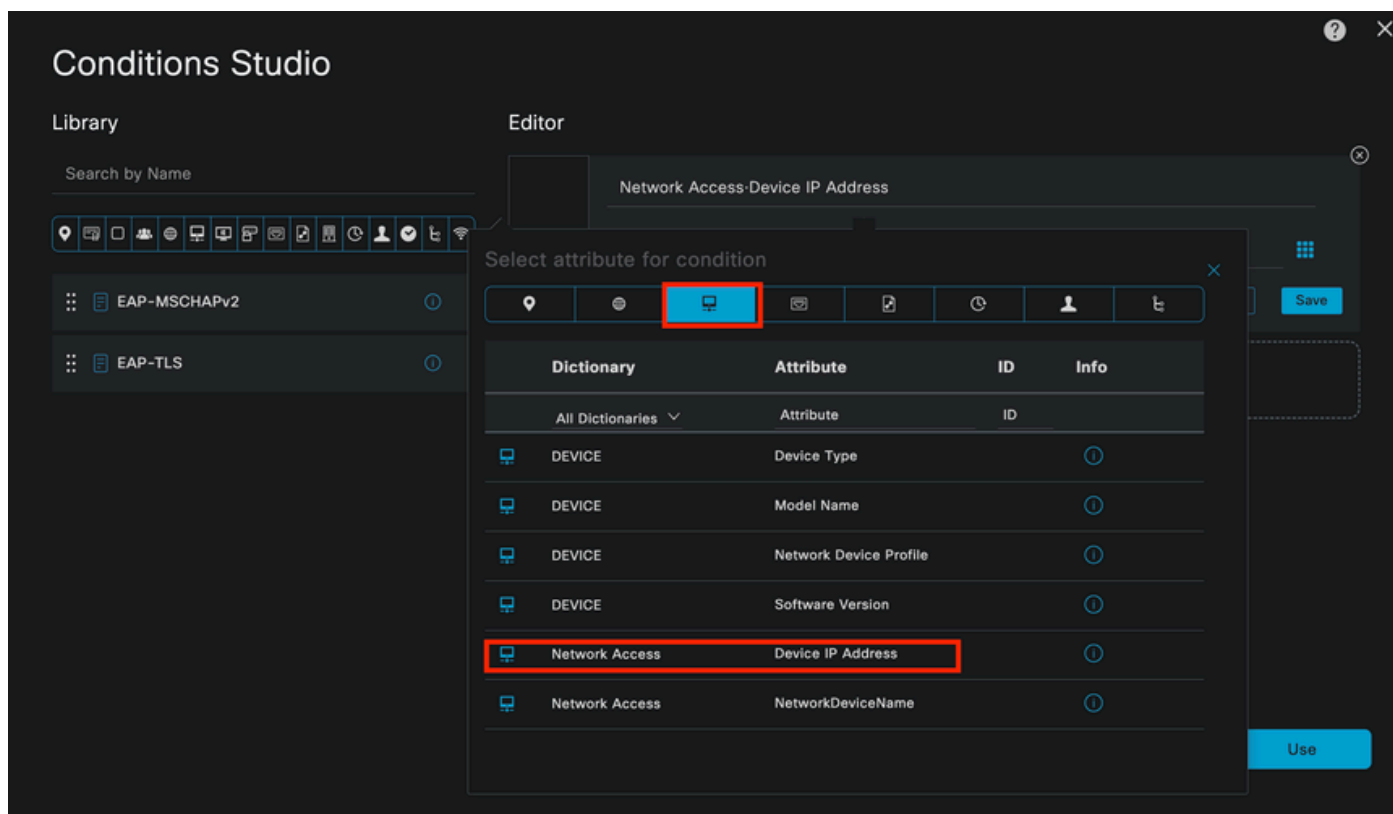 Conditions Studio
Library
Editor
Search by Name
Network Access·Device IP Address
EAP-MSCHAPv2
EAP-TLS
Select attribute for condition
Save
Dictionary Attribute ID Info
All Dictionaries Attribute ID
DEVICE Device Type
DEVICE Model Name
DEVICE Network Device Profile
DEVICE Software Version
Network Access Device IP Address
Network Access NetworkDeviceName
Use